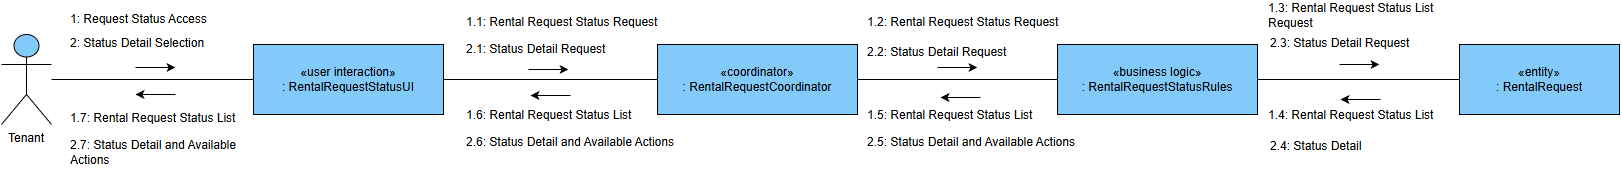 1: Request Status Access
2: Status Detail Selection
1.7: Rental Request Status List
2.7: Status Detail and Available
Actions
Tenant
«user interaction»
: RentalRequestStatusUI
1.1: Rental Request Status Request
2.1: Status Detail Request
1.6: Rental Request Status List
2.6: Status Detail and Available Actions
«coordinator»
: RentalRequestCoordinator
1.2: Rental Request Status Request
2.2: Status Detail Request
1.5: Rental Request Status List
2.5: Status Detail and Available Actions
«business logic»
: RentalRequestStatusRules
1.3: Rental Request Status List
Request
2.3: Status Detail Request
1.4: Rental Request Status List
2.4: Status Detail
«entity»
: RentalRequest